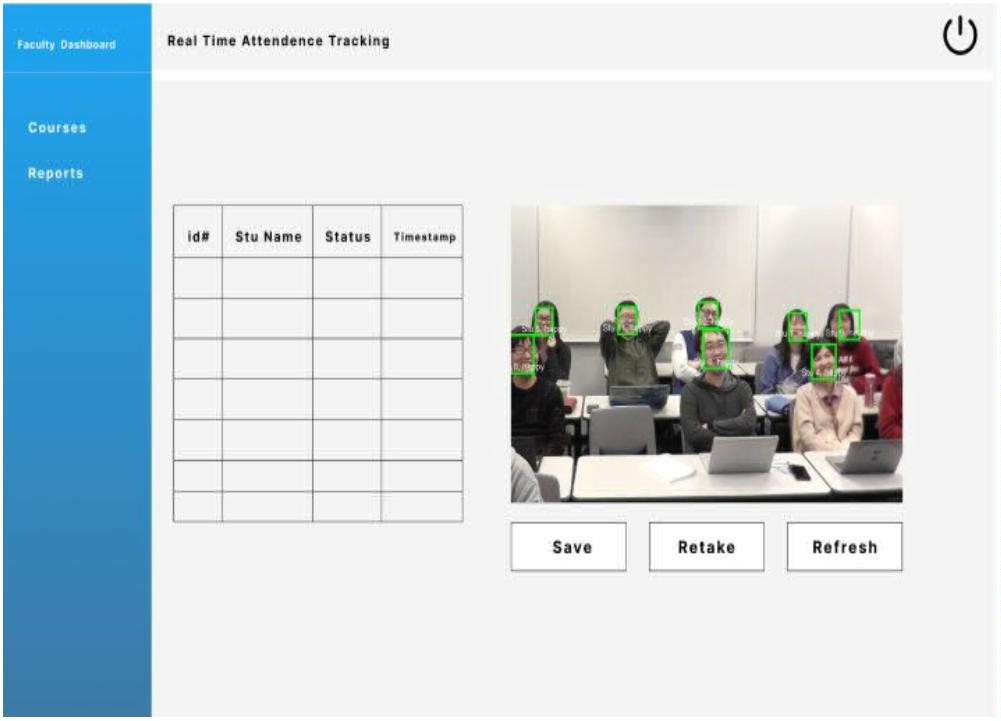 Faculty Dashboard
Real Time Attendence Tracking
Courses
Reports
id# Stu Name Status Timestamp
Save Retake Refresh